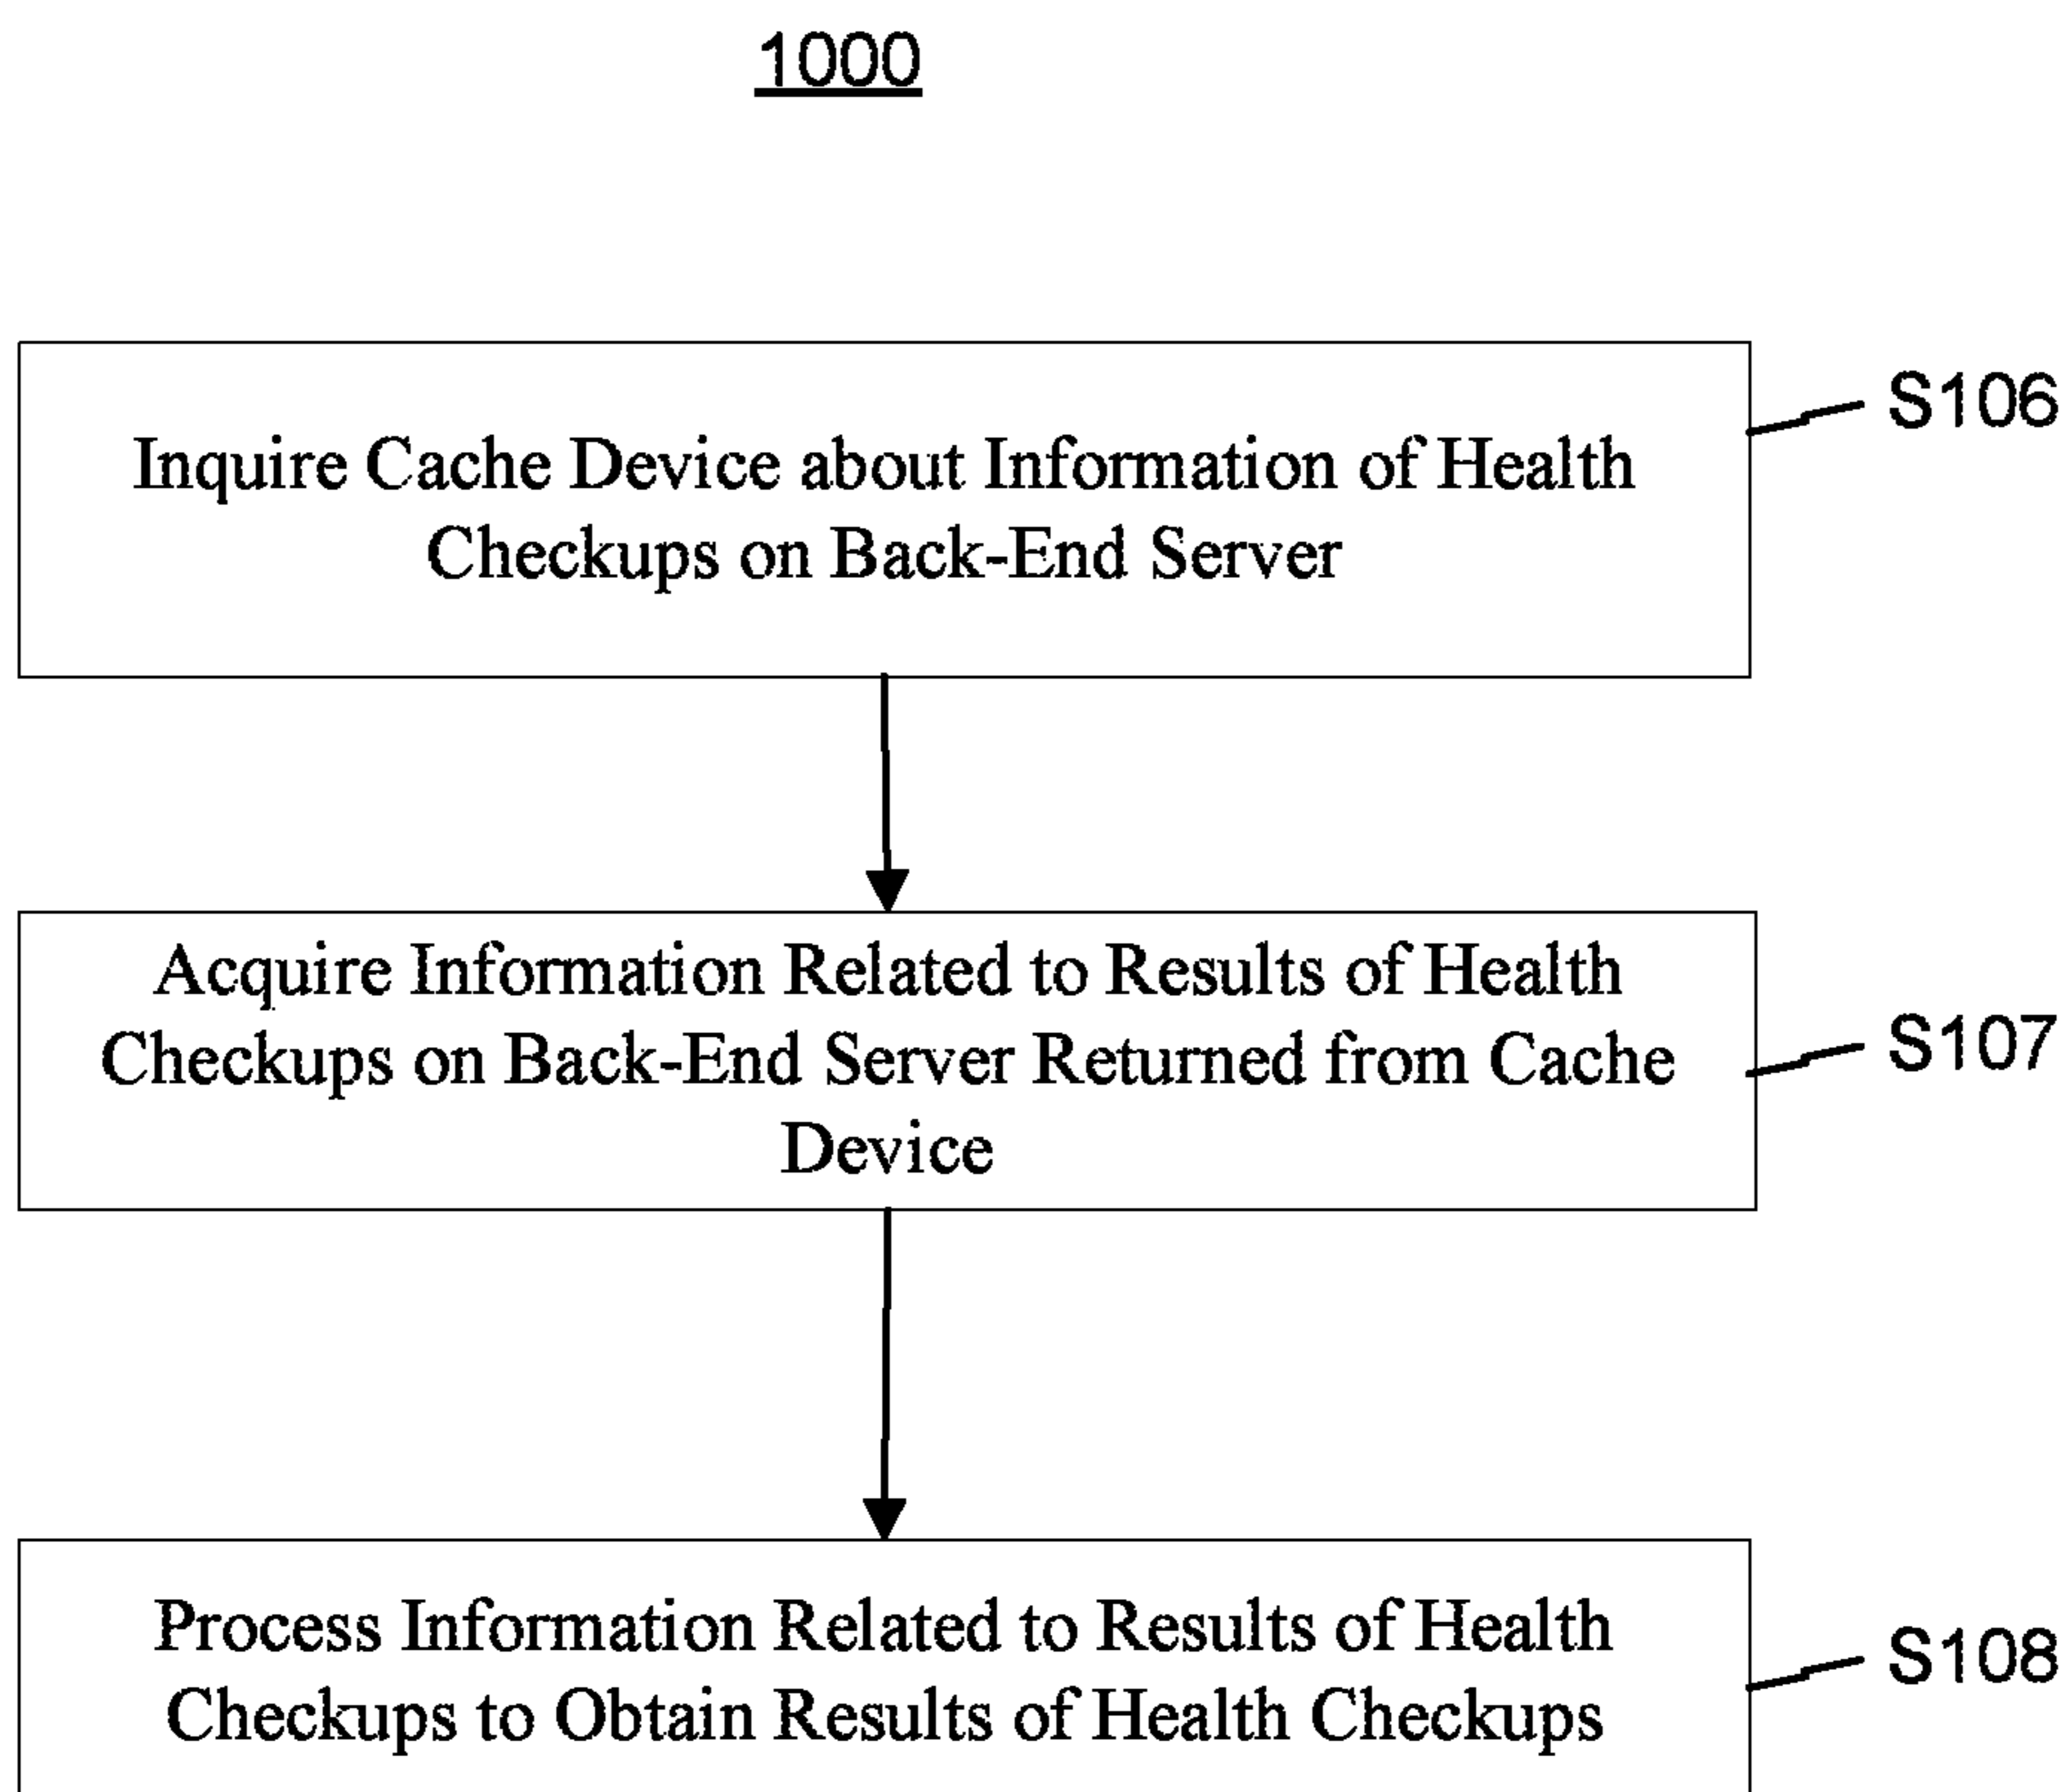 1000
Inquire Cache Device about Information of Health
Checkups on Back-End Server
S106
Acquire Information Related to Results of Health
Checkups on Back-End Server Returned from Cache
Device
S107
Process Information Related to Results of Health
Checkups to Obtain Results of Health Checkups
S108